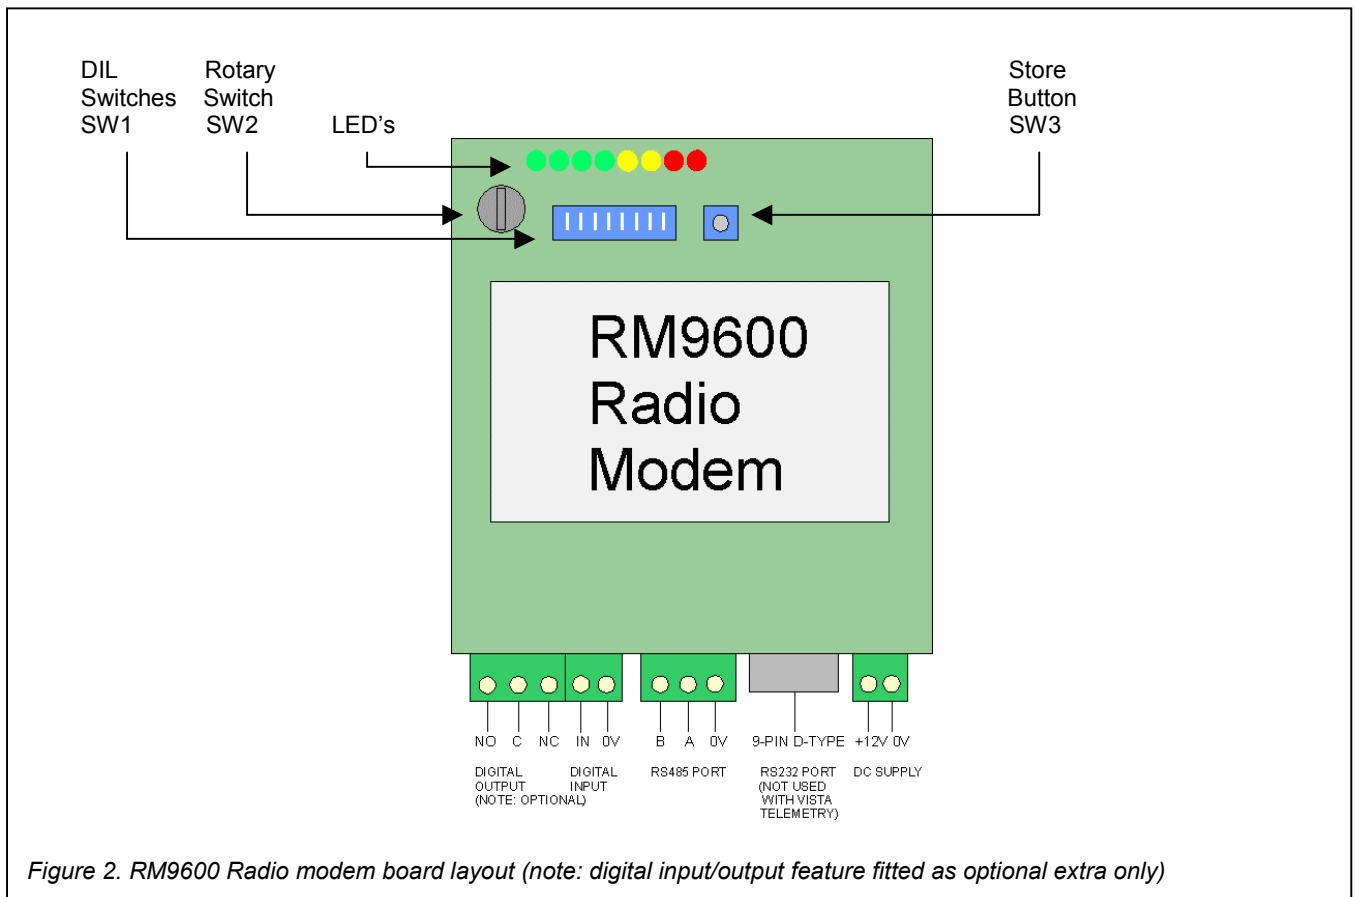 DIL
Switches
SW1
Rotary
Switch
SW2
LED's
Store
Button
SW3
RM9600
Radio
Modem
NO C NC IN 0V B A 0V 9-PIN D-TYPE +12V 0V
DIGITAL
OUTPUT
(NOTE: OPTIONAL)
DIGITAL
INPUT
RS485 PORT
RS232 PORT
(NOT USED
WITH VISTA
TELEMETRY)
DC SUPPLY
Figure 2. RM9600 Radio modem board layout (note: digital input/output feature fitted as optional extra only)